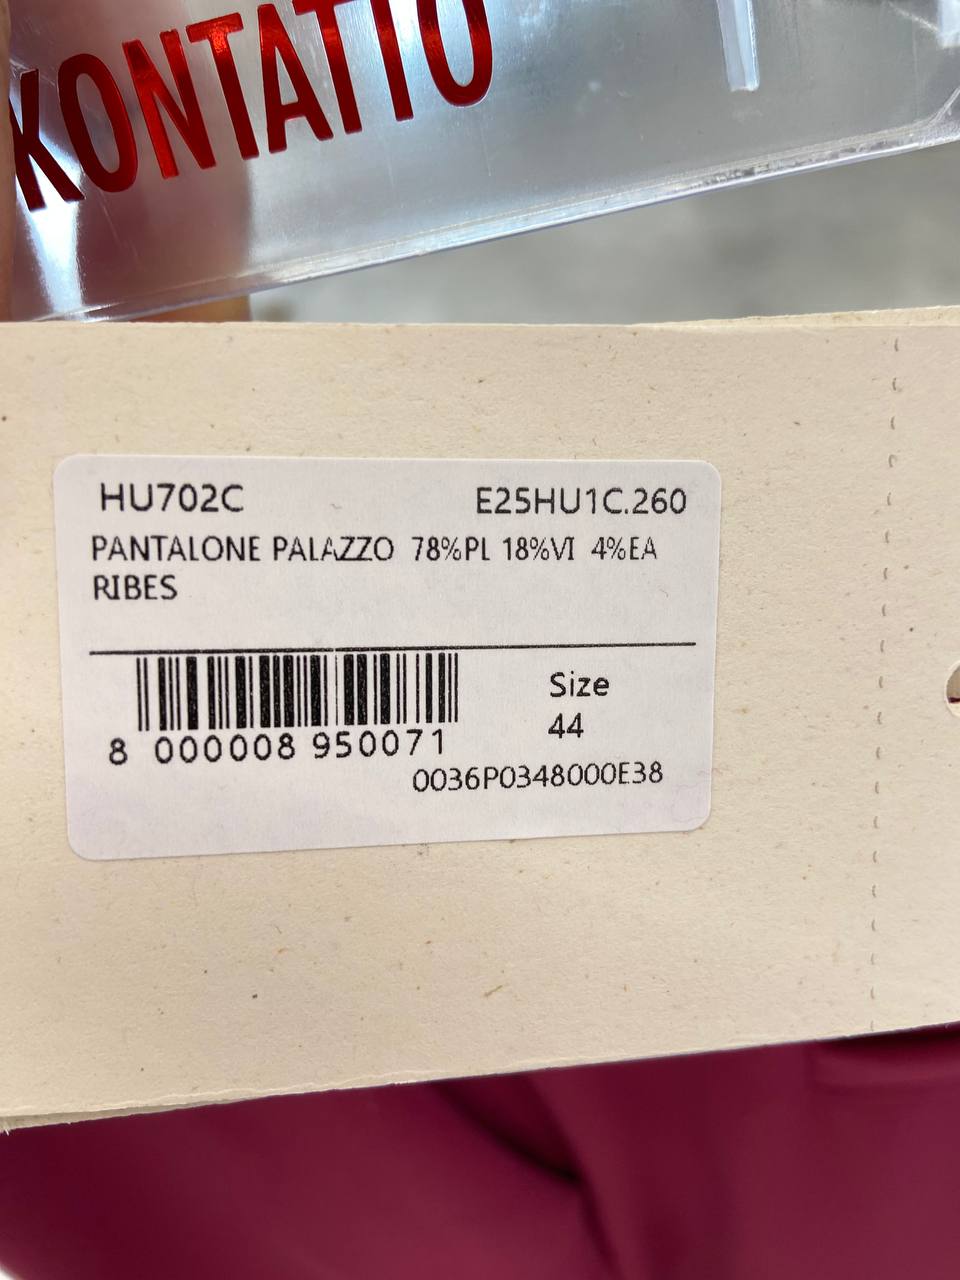 KONTATTO
HU702C E25HU1C.260
PANTALONE PALAZZO 78%PL 18%VI 4%EA
RIBES
Size
44
8 000008 950071
0036P0348000E38